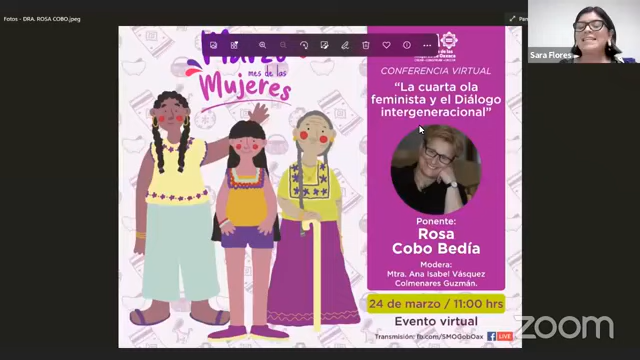 Fotos - DRA. ROSA COBO.jpeg
Sara Flores
Marzo
mes de las
Mujeres
CONFERENCIA VIRTUAL
“La cuarta ola
feminista y el Diálogo
intergeneracional”
Ponente:
Rosa
Cobo Bedía
Modera:
Mtra. Ana Isabel Vásquez
Colmenares Guzmán.
24 de marzo / 11:00 hrs
Evento virtual
Transmisión: fb.com/SMOGobOax
LIVE
zoom